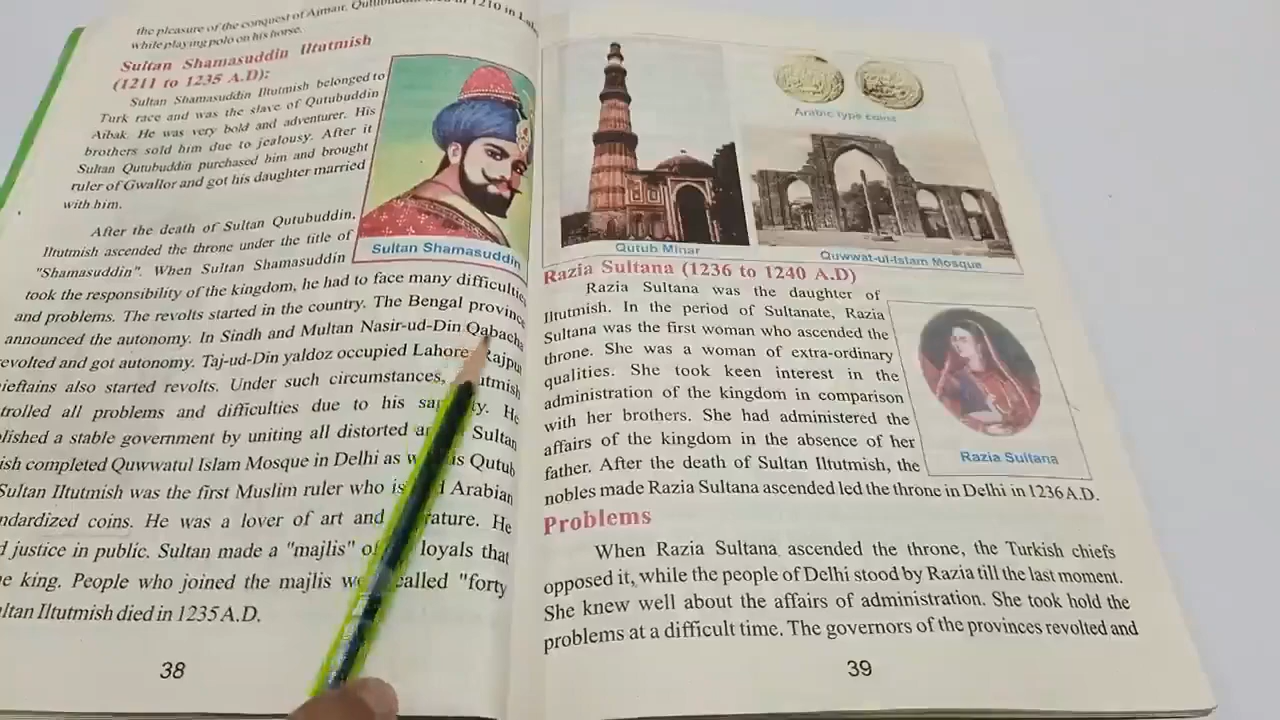 the pleasure of the conquest of Ajmair. Qutubuddin died in 1210 in
while playing polo on his horse.
Sultan Shamasuddin Iltutmish
(1211 to 1235 A.D):
Sultan Shamasuddin Iltutmish belonged to
Turk race and was the slave of Qutubuddin
Aibak. He was very bold and adventurer. His
brothers sold him due to jealousy. After it
Sultan Qutubuddin purchased him and brought
ruler of Gwallor and got his daughter married
with him.
After the death of Sultan Qutubuddin,
Iltutmish ascended the throne under the title of
"Shamasuddin". When Sultan Shamasuddin
took the responsibility of the kingdom, he had to face many difficulties
and problems. The revolts started in the country. The Bengal province
announced the autonomy. In Sindh and Multan Nasir-ud-Din Qabacha
revolted and got autonomy. Taj-ud-Din yaldoz occupied Lahore
ieftains also started revolts. Under such circumstances, utmish
trolled all problems and difficulties due to his He
lished a stable government by uniting all distorted Sultan
ish completed Quwwatul Islam Mosque in Delhi as Qutub
Sultan Iltutmish was the first Muslim ruler who Arabian
ndardized coins. He was a lover of art and He
d justice in public. Sultan made a "majlis" loyals that
e king. People who joined the majlis called "forty
ltan Iltutmish died in 1235 A.D.
Sultan Shamasuddin
38
Arabic type coins
Qutub Minar
Quwwat-ul-Islam Mosque
Razia Sultana (1236 to 1240 A.D)
Razia Sultana was the daughter of
Iltutmish. In the period of Sultanate, Razia
Sultana was the first woman who ascended the
throne. She was a woman of extra-ordinary
qualities. She took keen interest in the
administration of the kingdom in comparison
with her brothers. She had administered the
affairs of the kingdom in the absence of her
father. After the death of Sultan Iltutmish, the
nobles made Razia Sultana ascended led the throne in Delhi in 1236 A.D.
Razia Sultana
Problems
When Razia Sultana ascended the throne, the Turkish chiefs
opposed it, while the people of Delhi stood by Razia till the last moment.
She knew well about the affairs of administration. She took hold the
problems at a difficult time. The governors of the provinces revolted and
39